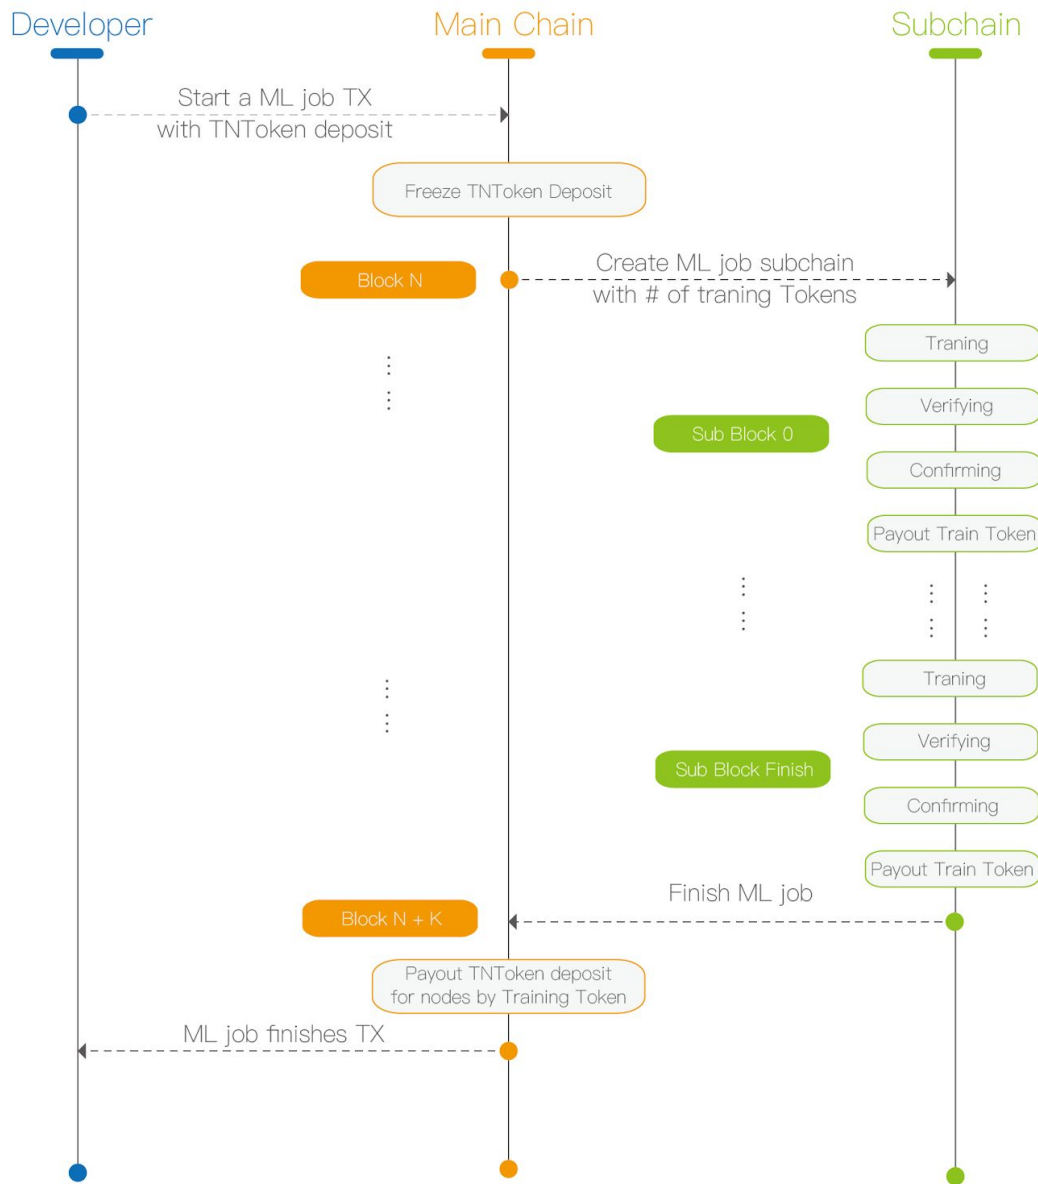 Developer
Main Chain
Subchain
Start a ML job TX
with TNToken deposit
Freeze TNToken Deposit
Block N
Create ML job subchain
with # of traning Tokens
Traning
Verifying
Sub Block 0
Confirming
Payout Train Token
Traning
Verifying
Sub Block Finish
Confirming
Payout Train Token
Finish ML job
Block N + K
Payout TNToken deposit
for nodes by Training Token
ML job finishes TX